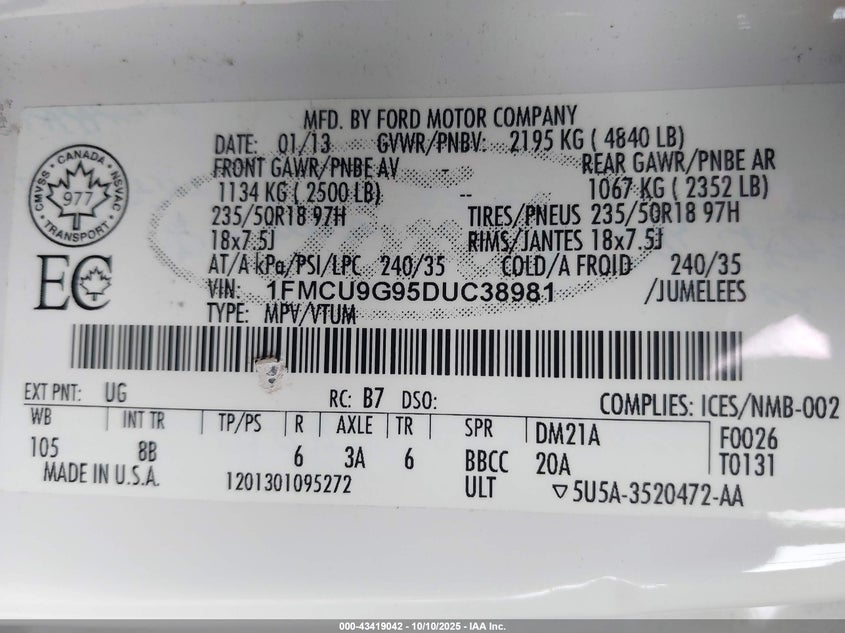 MFD. BY FORD MOTOR COMPANY
DATE: 01/13 GVWR/PNBV: 2195 KG ( 4840 LB)
FRONT GAWR/PNBE AV - REAR GAWR/PNBE AR
1134 KG ( 2500 LB) -- 1067 KG ( 2352 LB)
235/50R18 97H TIRES/PNEUS 235/50R18 97H
18x7.5J RIMS/JANTES 18x7.5J
AT/A kPa/PSI/LPC 240/35 COLD/A FROID 240/35
VIN: 1FMCU9G95DUC38981 /JUMELEES
TYPE: MPV/VTUM
CMVSS • CANADA • NSVAC • TRANSPORT •
977
EC
EXT PNT: UG RC: B7 DSO: COMPLIES: ICES/NMB-002
WB INT TR TP/PS R AXLE TR SPR DM21A F0026
105 8B 6 3A 6 BBCC 20A T0131
MADE IN U.S.A. 1201301095272 ULT ▽5U5A-3520472-AA
000-43419042 - 10/10/2025 - IAA Inc.